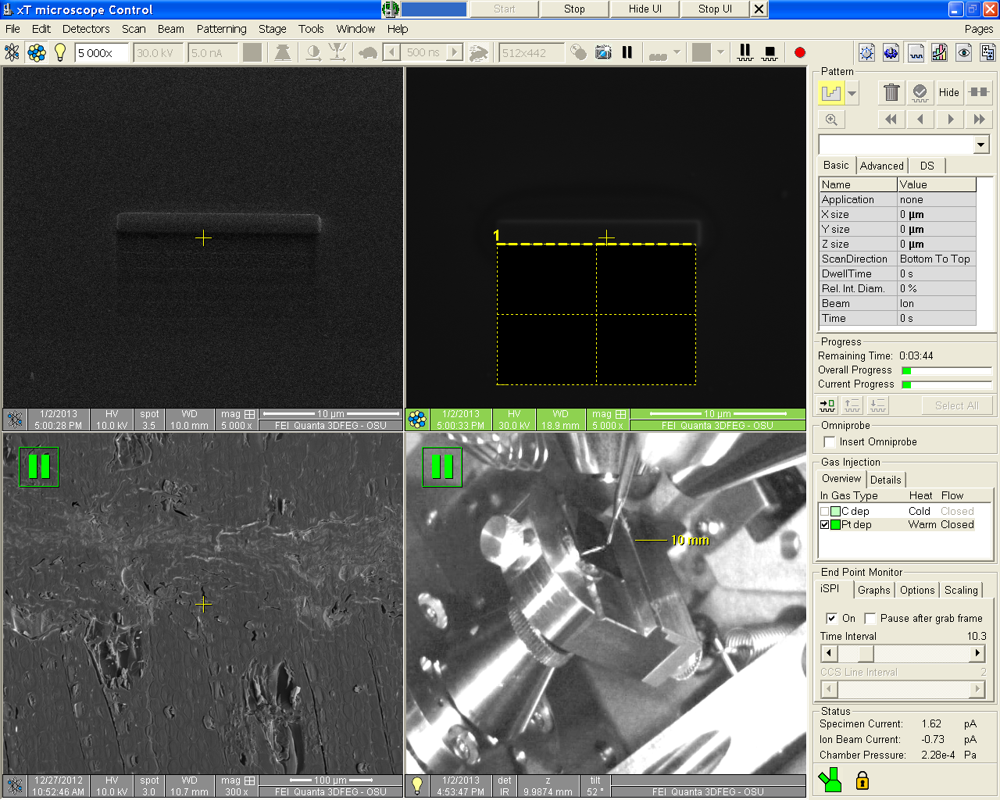 xT microscope Control
Start Stop Hide UI Stop UI
File Edit Detectors Scan Beam Patterning Stage Tools Window Help Pages
5 000x 30.0 kV 5.0 nA 500 ns 512x442
Pattern
Hide
Basic Advanced DS
Name Value
Application none
X size 0 µm
Y size 0 µm
Z size 0 µm
ScanDirection Bottom To Top
DwellTime 0 s
Rel. Int. Diam. 0 %
Beam Ion
Time 0 s
Progress
Remaining Time: 0:03:44
Overall Progress
Current Progress
Select All
Omniprobe
Insert Omniprobe
Gas Injection
Overview Details
In Gas Type Heat Flow
C dep Cold Closed
Pt dep Warm Closed
End Point Monitor
iSPI Graphs Options Scaling
On Pause after grab frame
Time Interval 10.3
CCS Line Interval 2
Status
Specimen Current: 1.62 pA
Ion Beam Current: -0.73 pA
Chamber Pressure: 2.28e-4 Pa
1
1/2/2013 HV spot WD mag 10 µm
5:00:28 PM 10.0 kV 3.5 10.0 mm 5 000 x FEI Quanta 3DFEG - OSU
1/2/2013 HV WD mag 10 µm
5:00:33 PM 30.0 kV 18.9 mm 5 000 x FEI Quanta 3DFEG - OSU
10 mm
12/27/2012 HV spot WD mag 100 µm
10:52:46 AM 10.0 kV 3.0 10.7 mm 300 x FEI Quanta 3DFEG - OSU
1/2/2013 det z tilt
4:53:47 PM IR 9.9874 mm 52 ° FEI Quanta 3DFEG - OSU